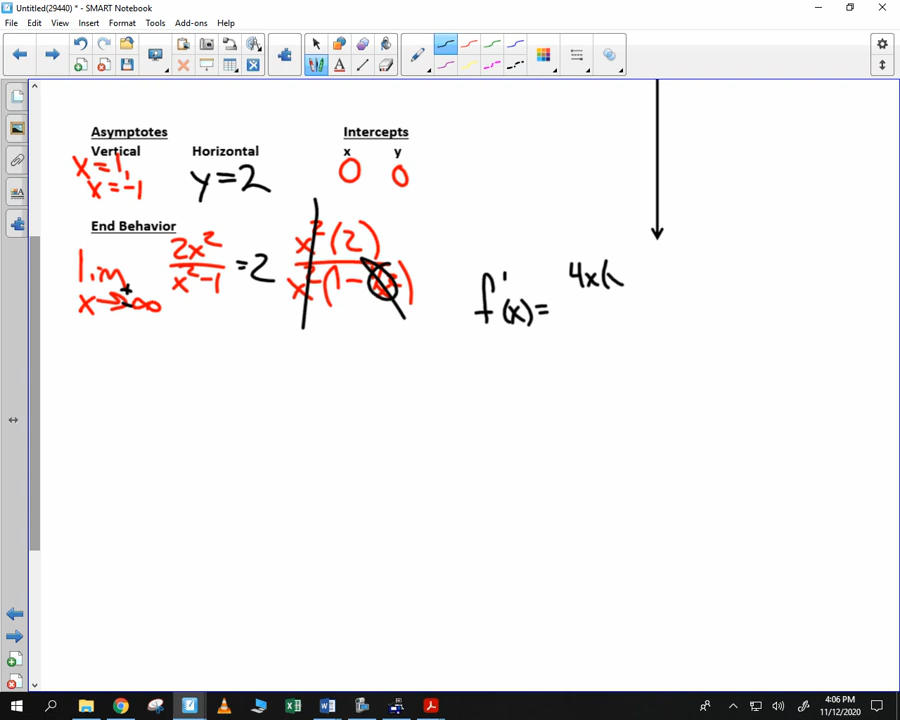 Untitled(29440) * - SMART Notebook
File Edit View Insert Format Tools Add-ons Help
Asymptotes Intercepts
Vertical Horizontal x y
x=1, y=2 0 0
x=-1
End Behavior
lim x→±∞ 2x²/(x²-1) =2 x²(2)
f'(x)= 4x(
4:06 PM
11/12/2020